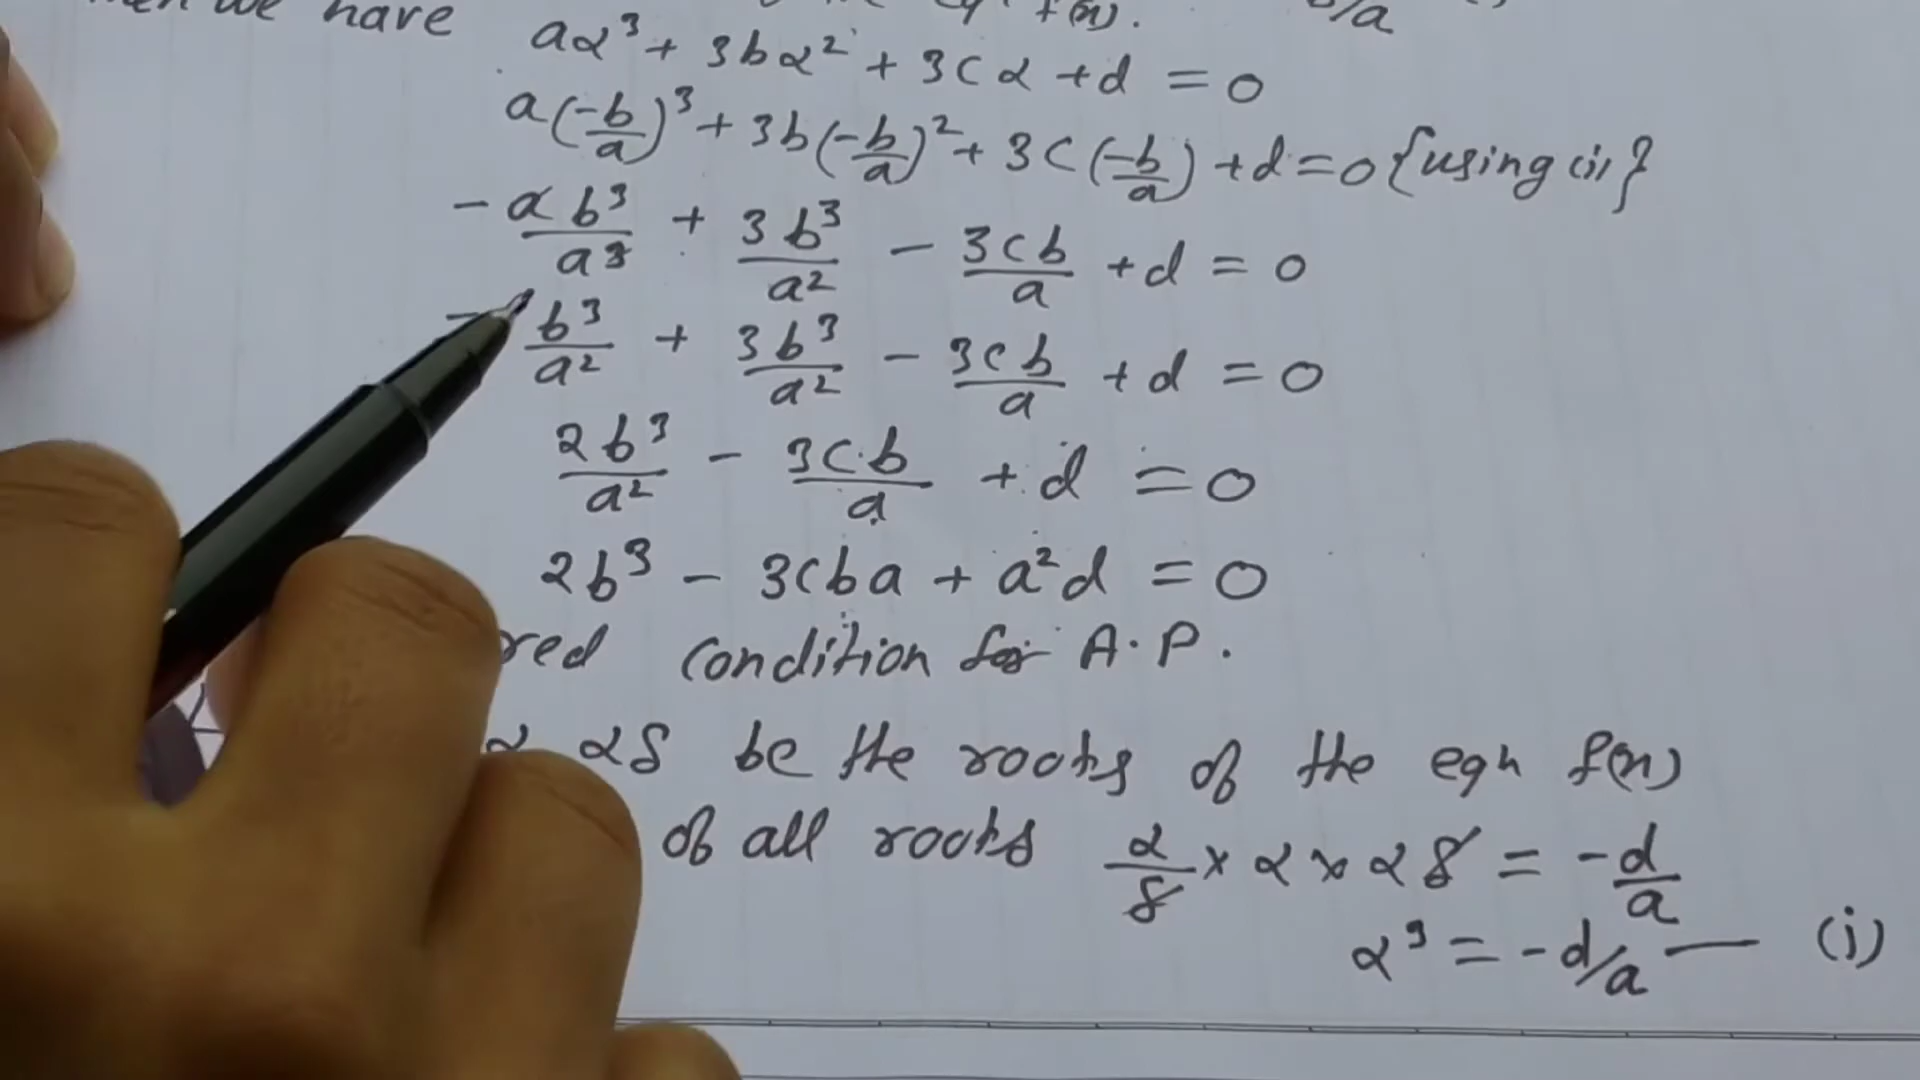 we have
f(x).
aα³ + 3bα² + 3cα + d = 0
a(-b/a)³ + 3b(-b/a)² + 3c(-b/a) + d = 0 {using (i)}
- ab³/a³ + 3b³/a² - 3cb/a + d = 0
- b³/a² + 3b³/a² - 3cb/a + d = 0
2b³/a² - 3cb/a + d = 0
2b³ - 3cba + a²d = 0
condition for A.P.
αδ be the roots of the eqn f(x)
of all roots α/δ × α × αδ = -d/a
α³ = -d/a — (i)